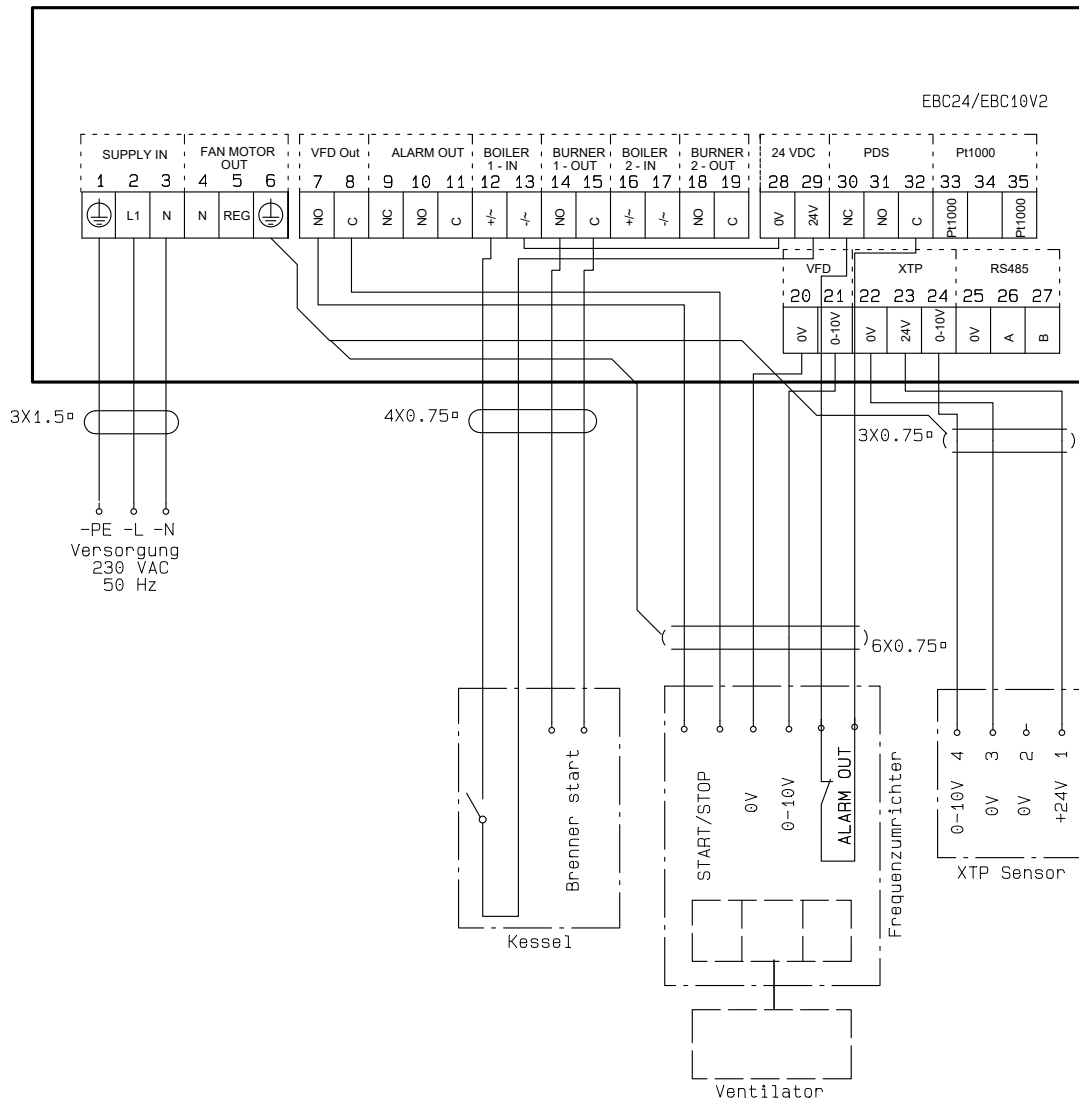 EBC24/EBC10V2
SUPPLY IN
FAN MOTOR
OUT
VFD Out
ALARM OUT
BOILER
1 - IN
BURNER
1 - OUT
BOILER
2 - IN
BURNER
2 - OUT
24 VDC
PDS
Pt1000
1 2 3 4 5 6 7 8 9 10 11 12 13 14 15 16 17 18 19 28 29 30 31 32 33 34 35
L1 N N REG NO C NC NO C +/~ -/~ NO C +/~ -/~ NO C 0V 24V NC NO C Pt1000 Pt1000
VFD XTP RS485
20 21 22 23 24 25 26 27
0V 0-10V 0V 24V 0-10V 0V A B
3X1.5
4X0.75
3X0.75
-PE -L -N
Versorgung
230 VAC
50 Hz
6X0.75
Brenner start
Kessel
START/STOP
0V
0-10V
ALARM OUT
Frequenzumrichter
Ventilator
0-10V 4
0V 3
0V 2
+24V 1
XTP Sensor